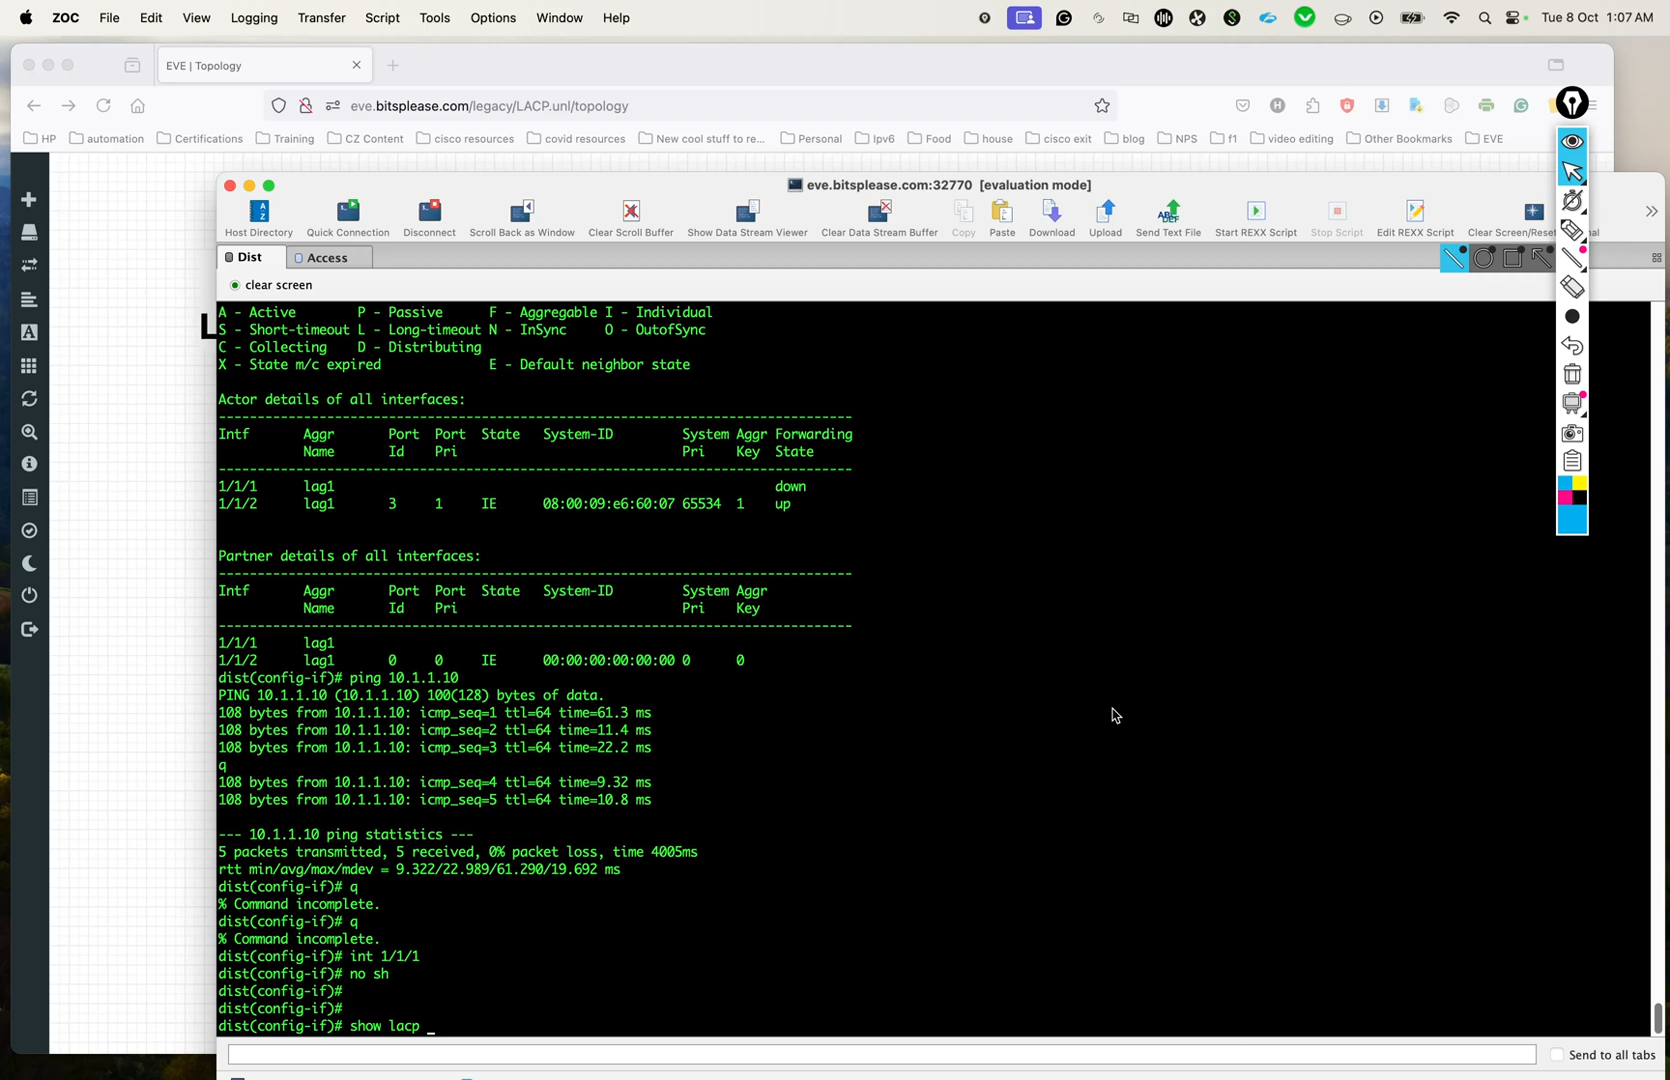 ZOC File Edit View Logging Transfer Script Tools Options Window Help Tue 8 Oct 1:07 AM
EVE | Topology
eve.bitsplease.com/legacy/LACP.unl/topology
HP automation Certifications Training CZ Content cisco resources covid resources New cool stuff to re... Personal Ipv6 Food house cisco exit blog NPS f1 video editing Other Bookmarks EVE
eve.bitsplease.com:32770 [evaluation mode]
Host Directory Quick Connection Disconnect Scroll Back as Window Clear Scroll Buffer Show Data Stream Viewer Clear Data Stream Buffer Copy Paste Download Upload Send Text File Start REXX Script Stop Script Edit REXX Script Clear Screen/Reset
Dist Access
clear screen
L
A - Active P - Passive F - Aggregable I - Individual
S - Short-timeout L - Long-timeout N - InSync O - OutofSync
C - Collecting D - Distributing
X - State m/c expired E - Default neighbor state
Actor details of all interfaces:
--------------------------------------------------------------------------------
Intf Aggr Port Port State System-ID System Aggr Forwarding
Name Id Pri Pri Key State
--------------------------------------------------------------------------------
1/1/1 lag1 down
1/1/2 lag1 3 1 IE 08:00:09:e6:60:07 65534 1 up
Partner details of all interfaces:
--------------------------------------------------------------------------------
Intf Aggr Port Port State System-ID System Aggr
Name Id Pri Pri Key
--------------------------------------------------------------------------------
1/1/1 lag1
1/1/2 lag1 0 0 IE 00:00:00:00:00:00 0 0
dist(config-if)# ping 10.1.1.10
PING 10.1.1.10 (10.1.1.10) 100(128) bytes of data.
108 bytes from 10.1.1.10: icmp_seq=1 ttl=64 time=61.3 ms
108 bytes from 10.1.1.10: icmp_seq=2 ttl=64 time=11.4 ms
108 bytes from 10.1.1.10: icmp_seq=3 ttl=64 time=22.2 ms
q
108 bytes from 10.1.1.10: icmp_seq=4 ttl=64 time=9.32 ms
108 bytes from 10.1.1.10: icmp_seq=5 ttl=64 time=10.8 ms
--- 10.1.1.10 ping statistics ---
5 packets transmitted, 5 received, 0% packet loss, time 4005ms
rtt min/avg/max/mdev = 9.322/22.989/61.290/19.692 ms
dist(config-if)# q
% Command incomplete.
dist(config-if)# q
% Command incomplete.
dist(config-if)# int 1/1/1
dist(config-if)# no sh
dist(config-if)#
dist(config-if)#
dist(config-if)# show lacp _
Send to all tabs